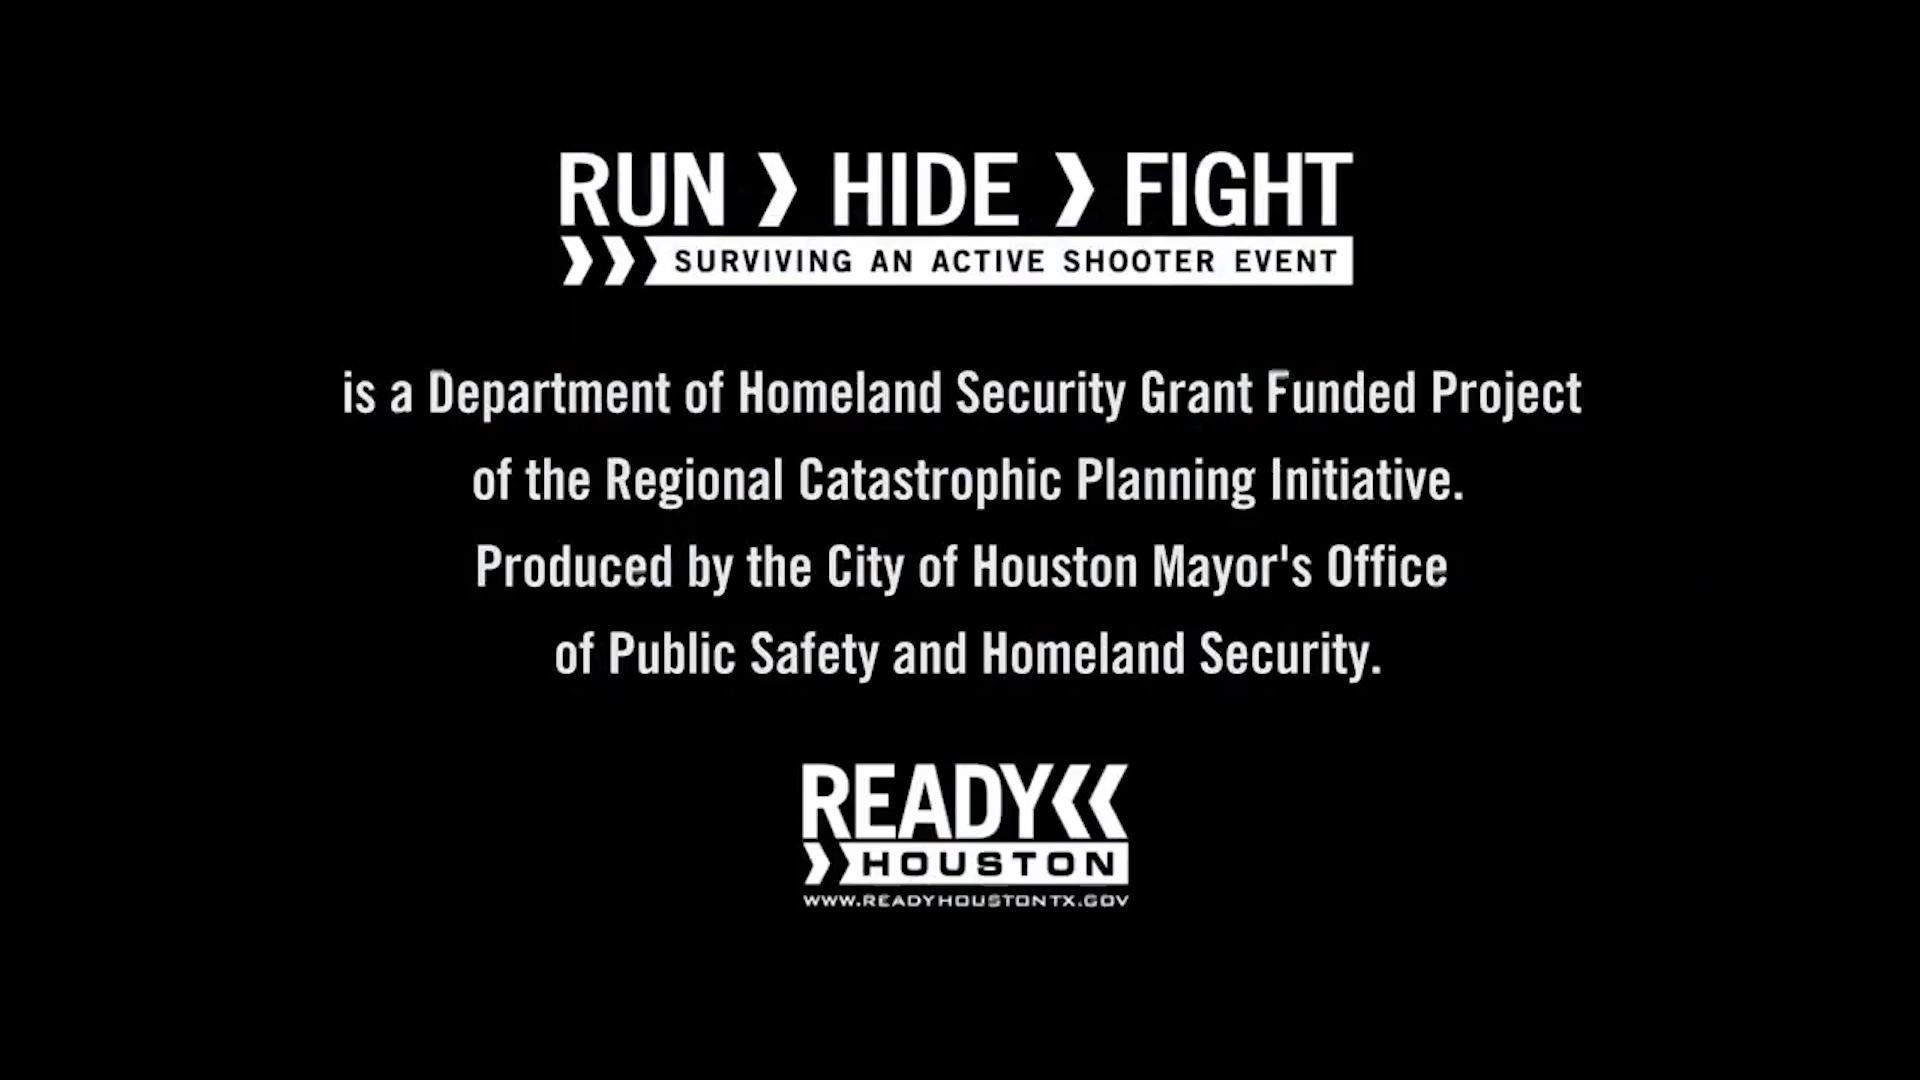 RUN > HIDE > FIGHT
SURVIVING AN ACTIVE SHOOTER EVENT
is a Department of Homeland Security Grant Funded Project
of the Regional Catastrophic Planning Initiative.
Produced by the City of Houston Mayor's Office
of Public Safety and Homeland Security.
READY
HOUSTON
WWW.READYHOUSTONTX.GOV